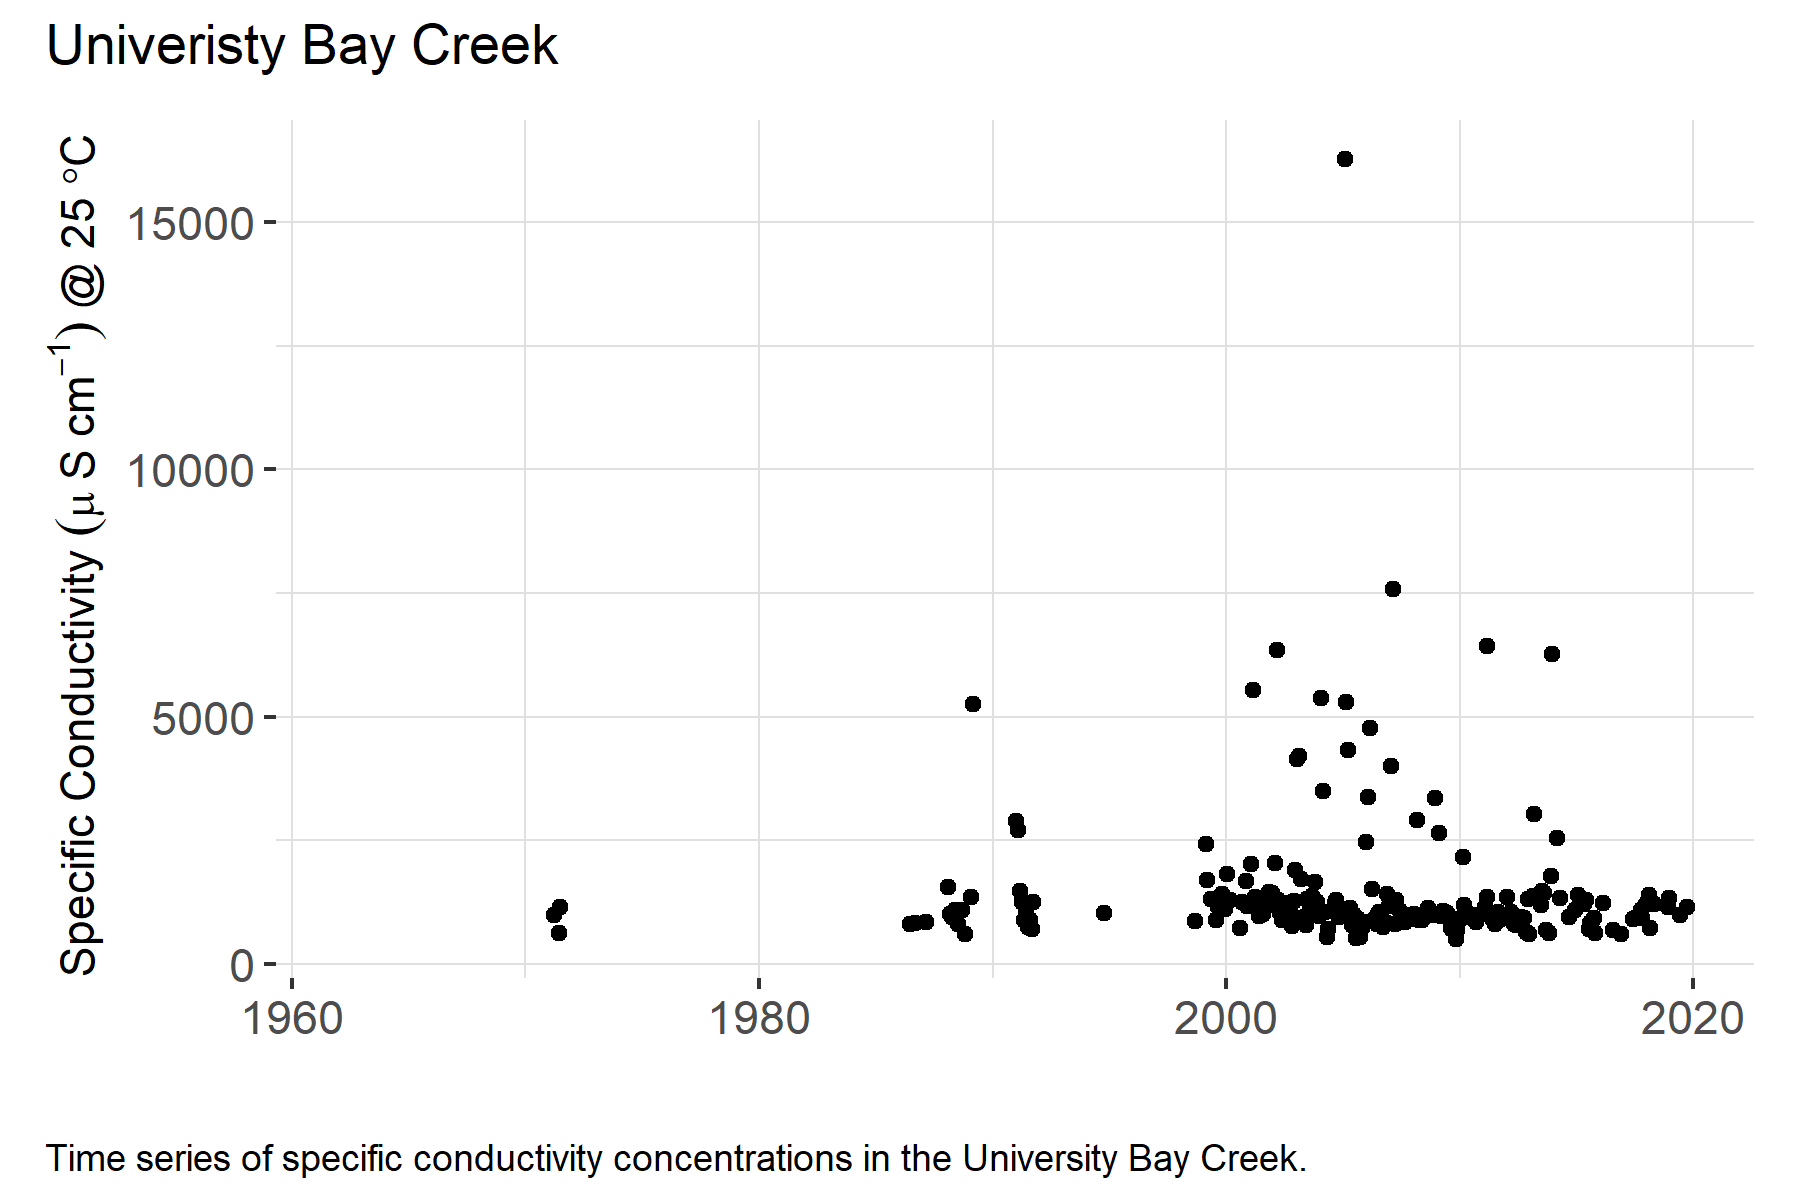 Univeristy Bay Creek
Specific Conductivity (μ S cm⁻¹) @ 25 °C
15000
10000
5000
0
1960 1980 2000 2020
Time series of specific conductivity concentrations in the University Bay Creek.